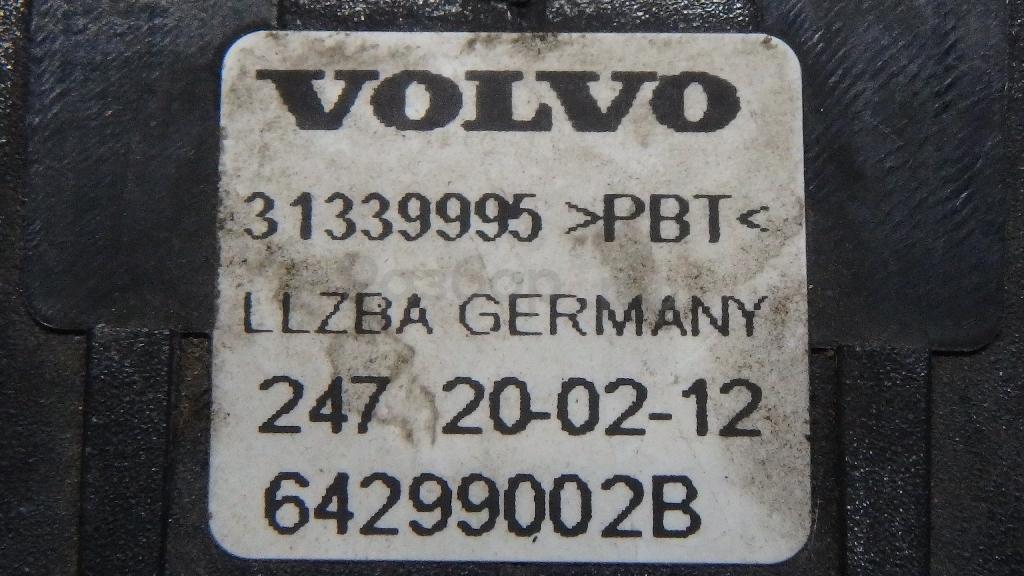 VOLVO
31339995 >PBT<
LLZBA GERMANY
247 20-02-12
64299002B